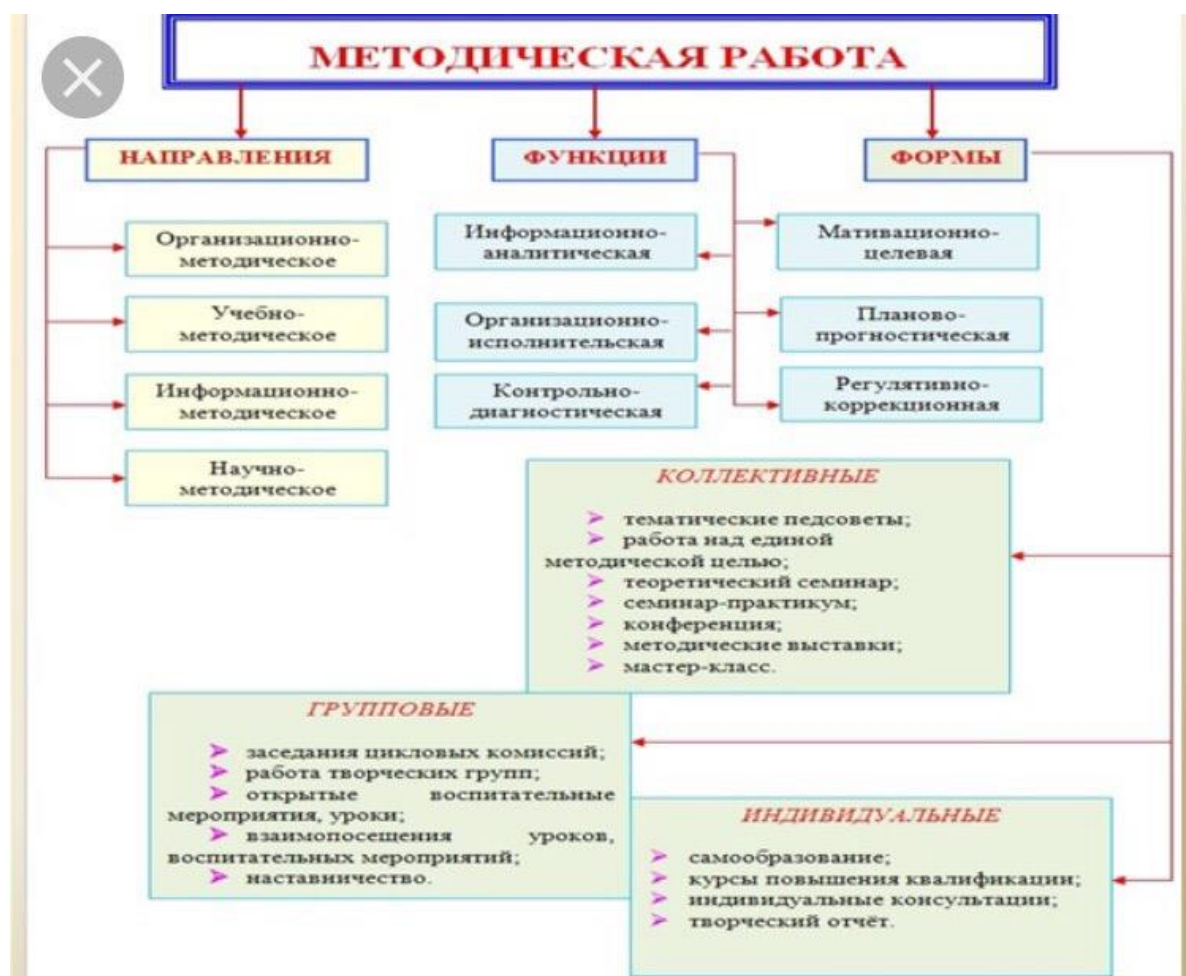 МЕТОДИЧЕСКАЯ РАБОТА
НАПРАВЛЕНИЯ
ФУНКЦИИ
ФОРМЫ
Организационно-
методическое
Учебно-
методическое
Информационно-
методическое
Научно-
методическое
Информационно-
аналитическая
Организационно-
исполнительская
Контрольно-
диагностическая
Мативационно-
целевая
Планово-
прогностическая
Регулятивно-
коррекционная
КОЛЛЕКТИВНЫЕ
➢ тематические педсоветы;
➢ работа над единой
методической целью;
➢ теоретический семинар;
➢ семинар-практикум;
➢ конференция;
➢ методические выставки;
➢ мастер-класс.
ГРУППОВЫЕ
➢ заседания цикловых комиссий;
➢ работа творческих групп;
➢ открытые воспитательные
мероприятия, уроки;
➢ взаимопосещения уроков,
воспитательных мероприятий;
➢ наставничество.
ИНДИВИДУАЛЬНЫЕ
➢ самообразование;
➢ курсы повышения квалификации;
➢ индивидуальные консультации;
➢ творческий отчёт.